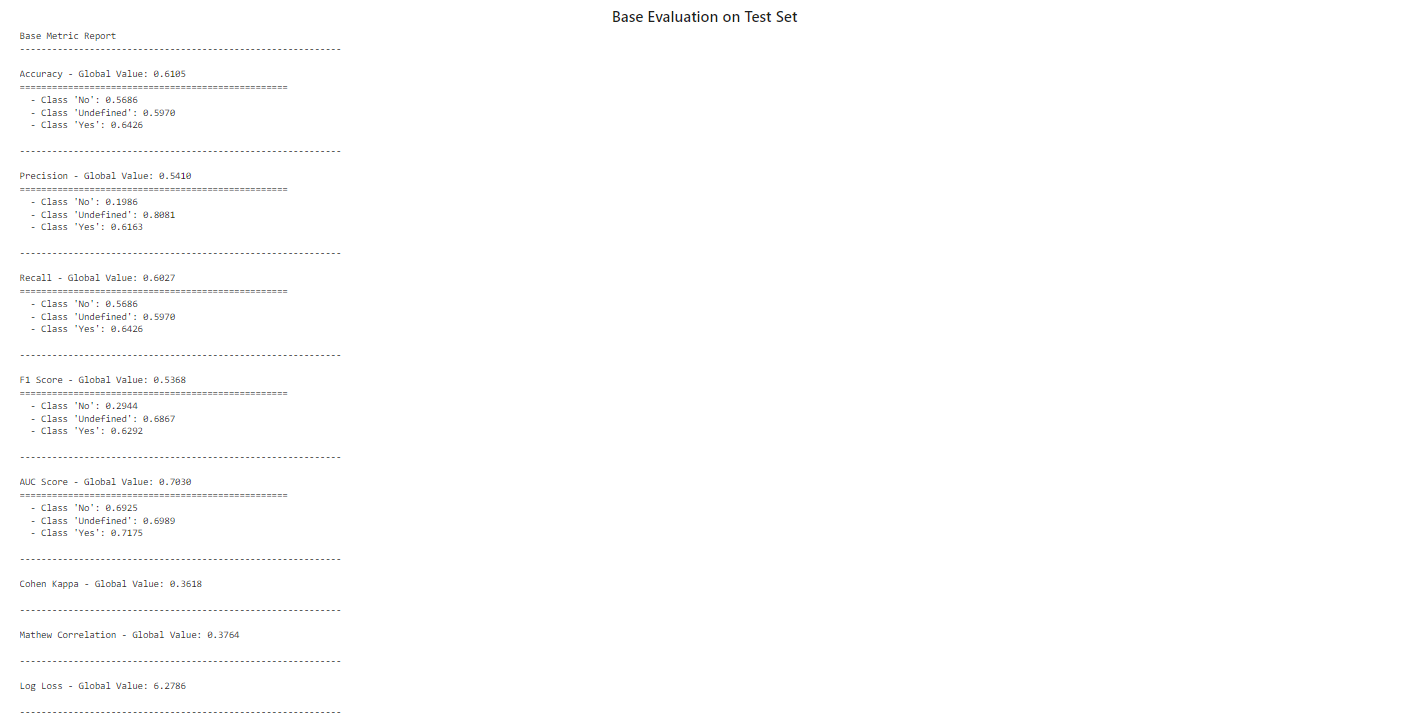 Base Evaluation on Test Set
Base Metric Report
------------------------------------------------------------
Accuracy - Global Value: 0.6105
==================================================
- Class 'No': 0.5686
- Class 'Undefined': 0.5970
- Class 'Yes': 0.6426
------------------------------------------------------------
Precision - Global Value: 0.5410
==================================================
- Class 'No': 0.1986
- Class 'Undefined': 0.8081
- Class 'Yes': 0.6163
------------------------------------------------------------
Recall - Global Value: 0.6027
==================================================
- Class 'No': 0.5686
- Class 'Undefined': 0.5970
- Class 'Yes': 0.6426
------------------------------------------------------------
F1 Score - Global Value: 0.5368
==================================================
- Class 'No': 0.2944
- Class 'Undefined': 0.6867
- Class 'Yes': 0.6292
------------------------------------------------------------
AUC Score - Global Value: 0.7030
==================================================
- Class 'No': 0.6925
- Class 'Undefined': 0.6989
- Class 'Yes': 0.7175
------------------------------------------------------------
Cohen Kappa - Global Value: 0.3618
------------------------------------------------------------
Mathew Correlation - Global Value: 0.3764
------------------------------------------------------------
Log Loss - Global Value: 6.2786
------------------------------------------------------------